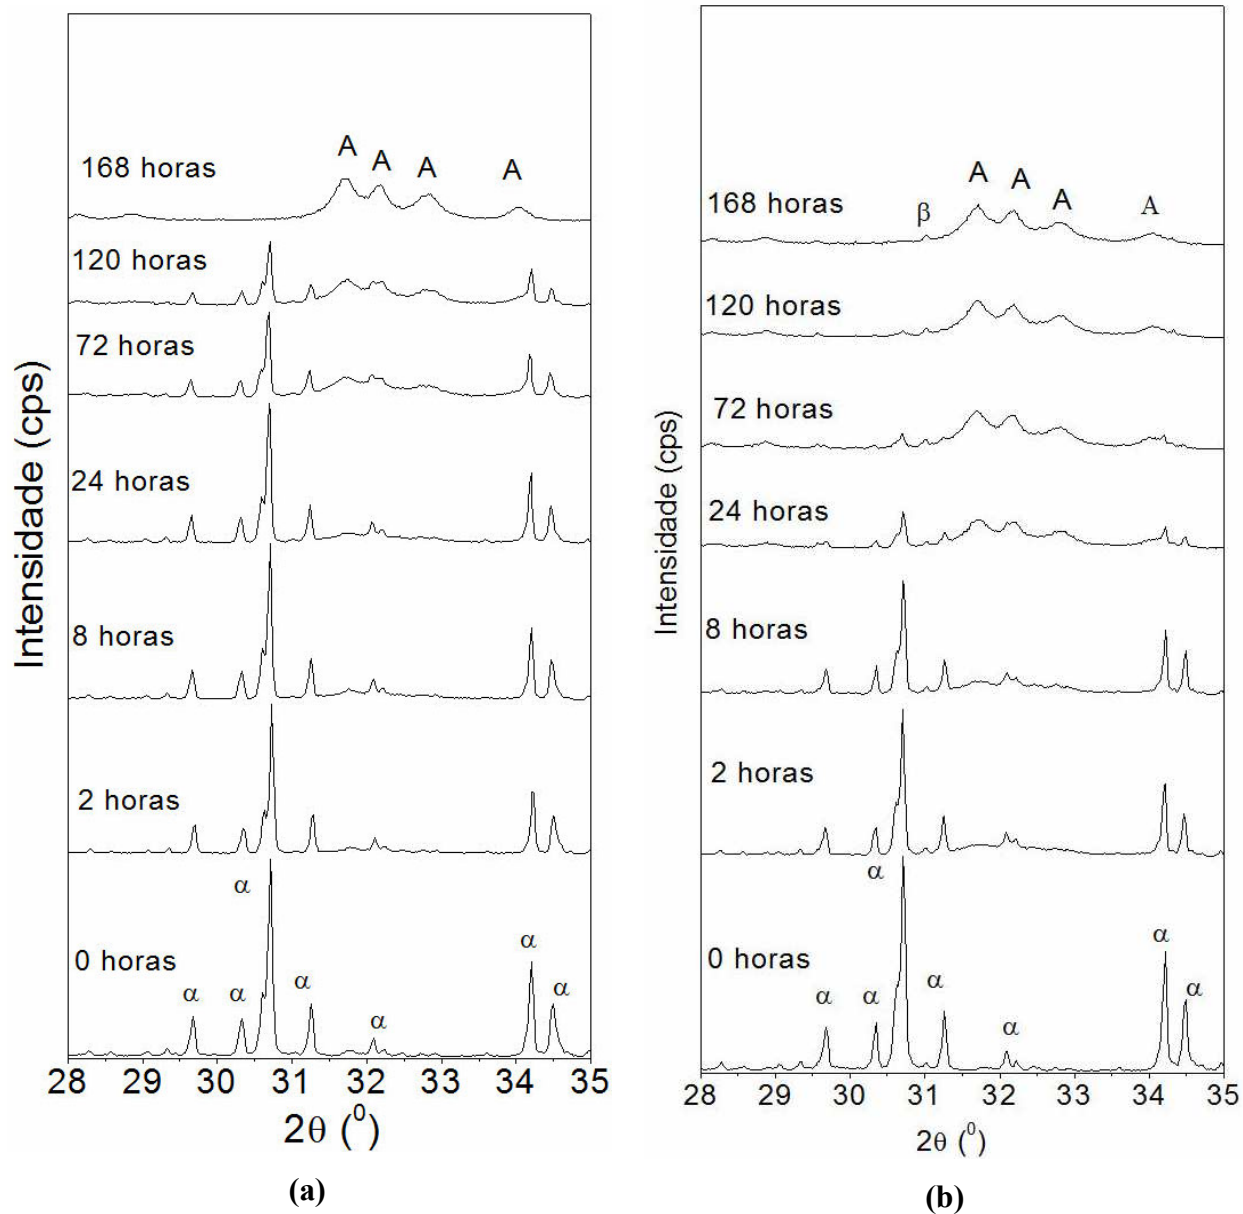 Intensidade (cps)
A A A A
168 horas
120 horas
72 horas
24 horas
8 horas
2 horas
α
0 horas
α α α α α α
28 29 30 31 32 33 34 35
2θ (⁰)
(a)
Intensidade (cps)
A A A A
168 horas
β
120 horas
72 horas
24 horas
8 horas
2 horas
α
0 horas
α α α α α α
28 29 30 31 32 33 34 35
2θ (⁰)
(b)